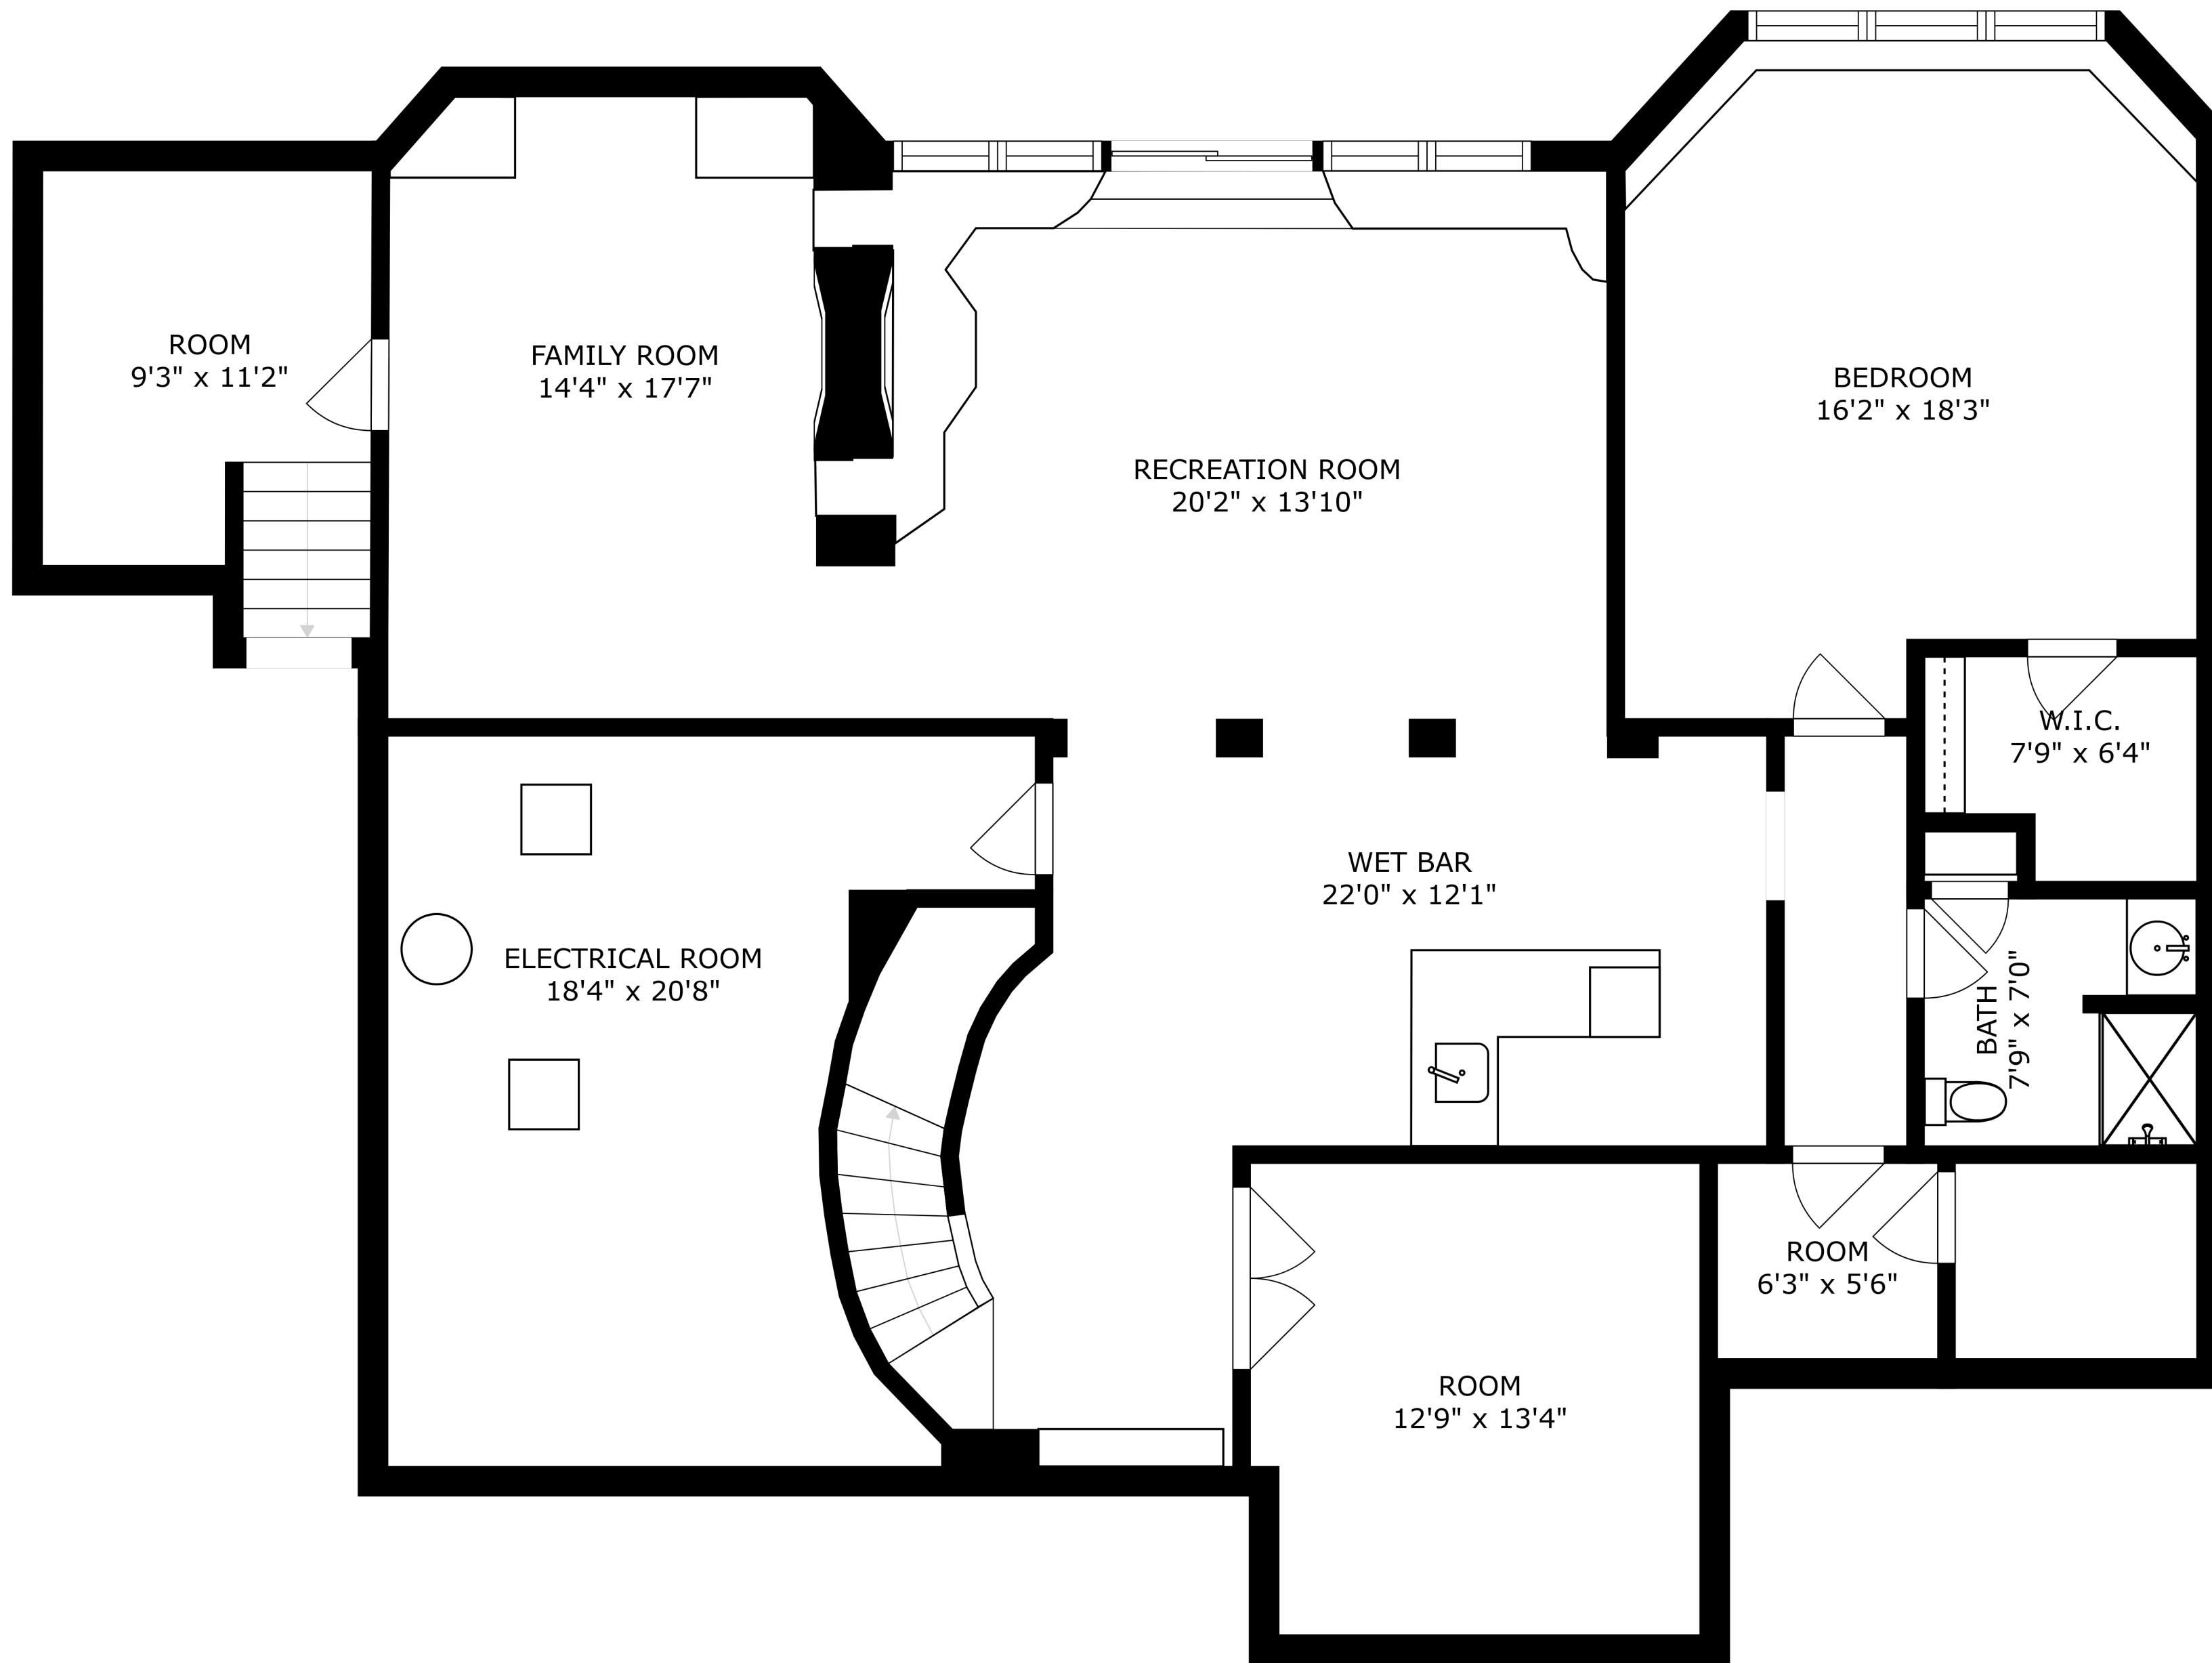 ROOM
9'3" x 11'2"
FAMILY ROOM
14'4" x 17'7"
BEDROOM
16'2" x 18'3"
RECREATION ROOM
20'2" x 13'10"
W.I.C.
7'9" x 6'4"
WET BAR
22'0" x 12'1"
ELECTRICAL ROOM
18'4" x 20'8"
BATH
7'9" x 7'0"
ROOM
6'3" x 5'6"
ROOM
12'9" x 13'4"